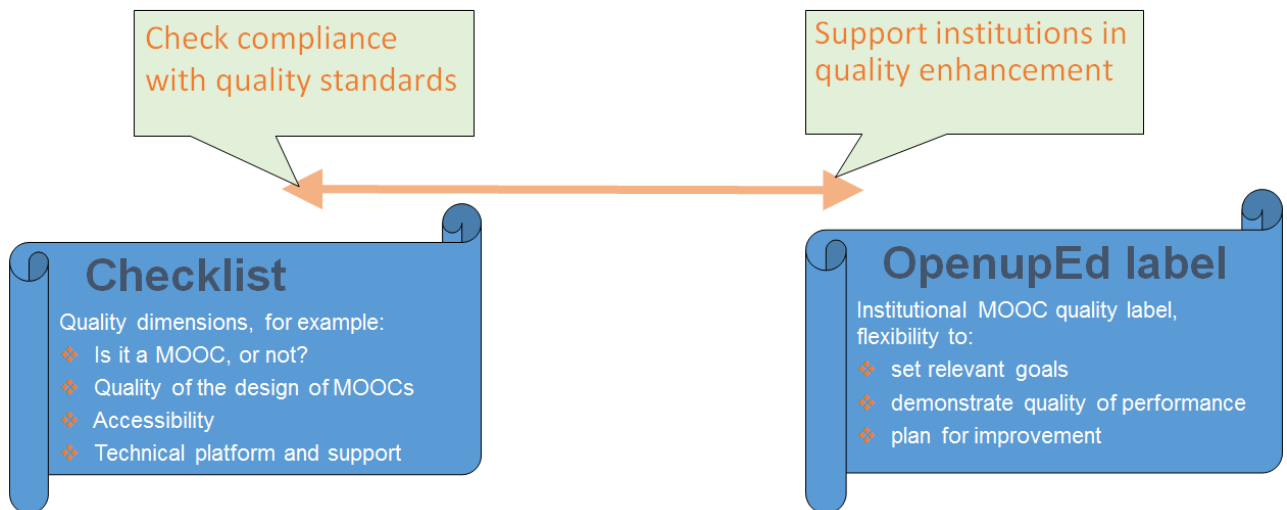 Check compliance
with quality standards
Support institutions in
quality enhancement
Checklist
Quality dimensions, for example:
Is it a MOOC, or not?
Quality of the design of MOOCs
Accessibility
Technical platform and support
OpenupEd label
Institutional MOOC quality label,
flexibility to:
set relevant goals
demonstrate quality of performance
plan for improvement